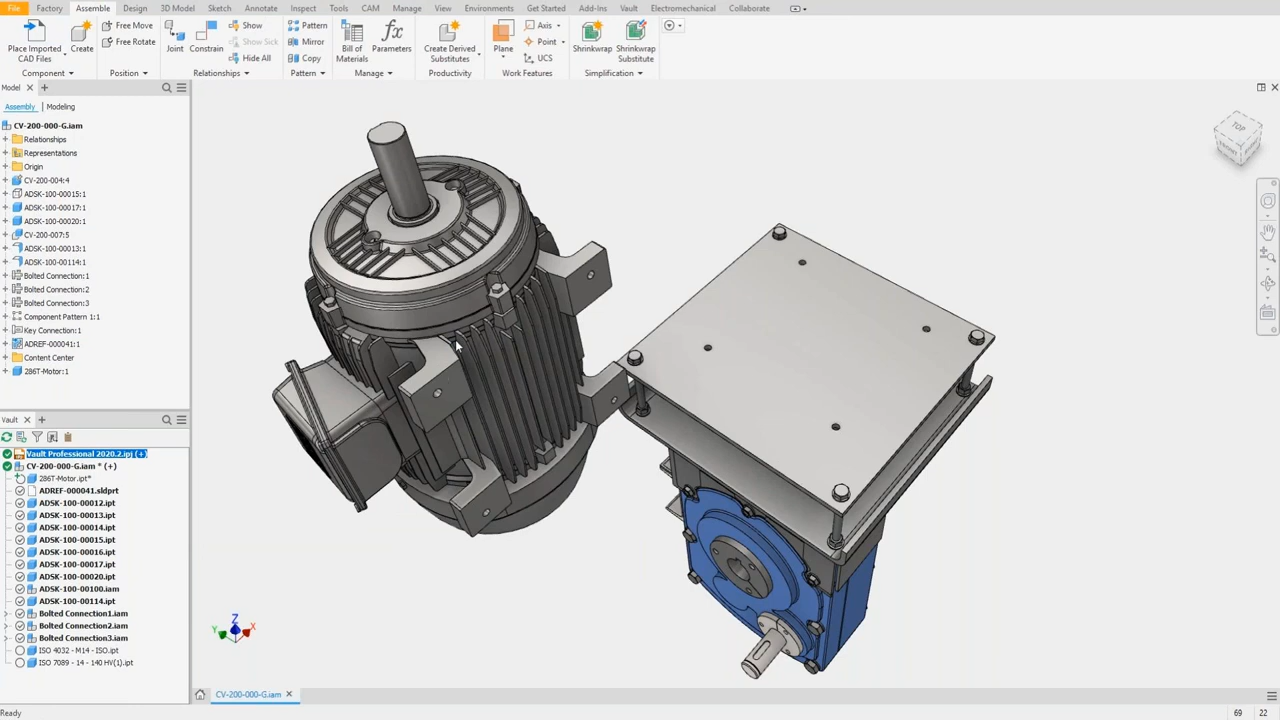 File Factory Assemble Design 3D Model Sketch Annotate Inspect Tools CAM Manage View Environments Get Started Add-Ins Vault Electromechanical Collaborate
Free Move Show Pattern Axis
Free Rotate Show Sick Mirror Point
Place Imported CAD Files Create Joint Constrain Hide All Copy Bill of Materials Parameters Create Derived Substitutes Plane UCS Shrinkwrap Shrinkwrap Substitute
Component Position Relationships Pattern Manage Productivity Work Features Simplification
Model
Assembly Modeling
CV-200-000-G.iam
Relationships
Representations
Origin
CV-200-004:4
ADSK-100-00015:1
ADSK-100-00017:1
ADSK-100-00020:1
CV-200-007:5
ADSK-100-00013:1
ADSK-100-00114:1
Bolted Connection:1
Bolted Connection:2
Bolted Connection:3
Component Pattern 1:1
Key Connection:1
ADREF-000041:1
Content Center
286T-Motor:1
Vault
Vault Professional 2020.2.ipj (+)
CV-200-000-G.iam * (+)
286T-Motor.ipt*
ADREF-000041.sldprt
ADSK-100-00012.ipt
ADSK-100-00013.ipt
ADSK-100-00014.ipt
ADSK-100-00015.ipt
ADSK-100-00016.ipt
ADSK-100-00017.ipt
ADSK-100-00020.ipt
ADSK-100-00100.iam
ADSK-100-00114.ipt
Bolted Connection1.iam
Bolted Connection2.iam
Bolted Connection3.iam
ISO 4032 - M14 - ISO.ipt
ISO 7089 - 14 - 140 HV(1).ipt
TOP
FRONT
Z
Y X
CV-200-000-G.iam
Ready 69 22